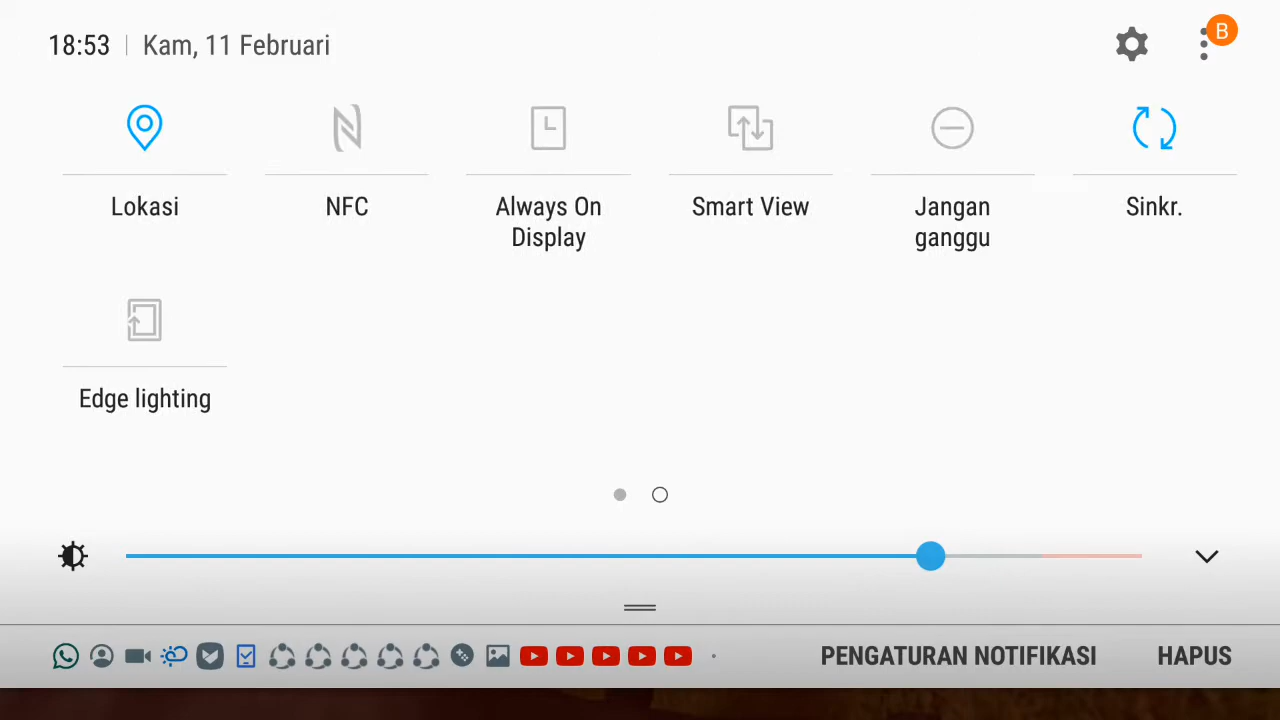 18:53 | Kam, 11 Februari
B
Lokasi
NFC
Always On
Display
Smart View
Jangan
ganggu
Sinkr.
Edge lighting
PENGATURAN NOTIFIKASI
HAPUS